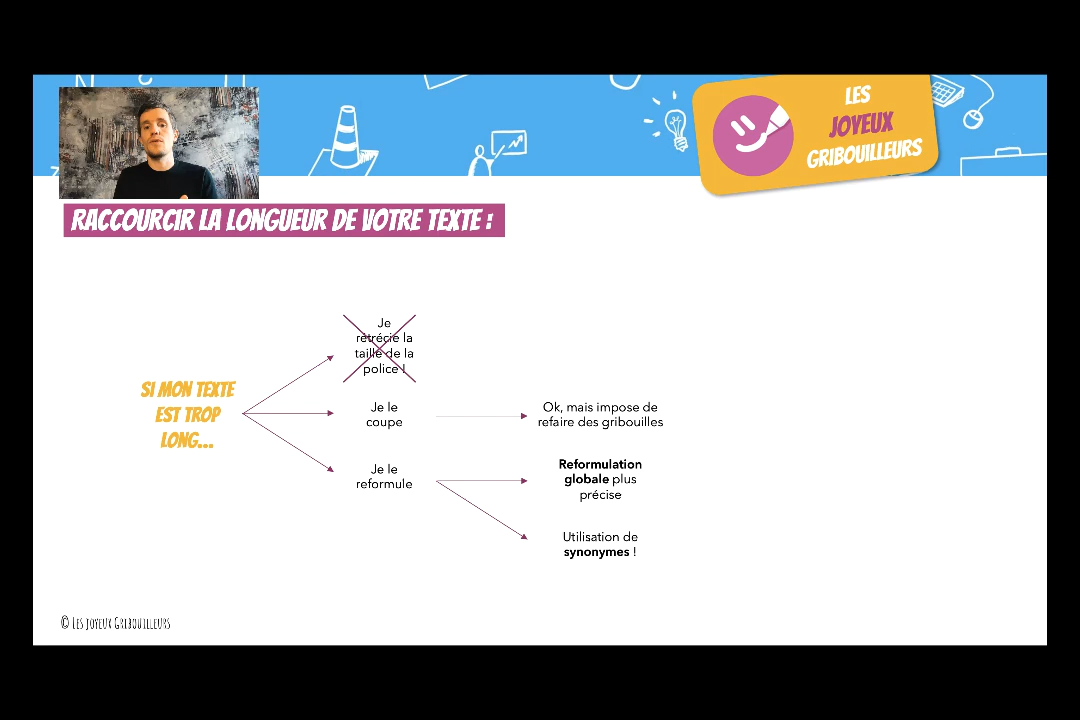 LES
JOYEUX
GRIBOUILLEURS
RACCOURCIR LA LONGUEUR DE VOTRE TEXTE :
Je
rétrécie la
taille de la
police !
SI MON TEXTE
EST TROP
LONG...
Je le
coupe
Ok, mais impose de
refaire des gribouilles
Je le
reformule
Reformulation
globale plus
précise
Utilisation de
synonymes !
© LES JOYEUX GRIBOUILLEURS